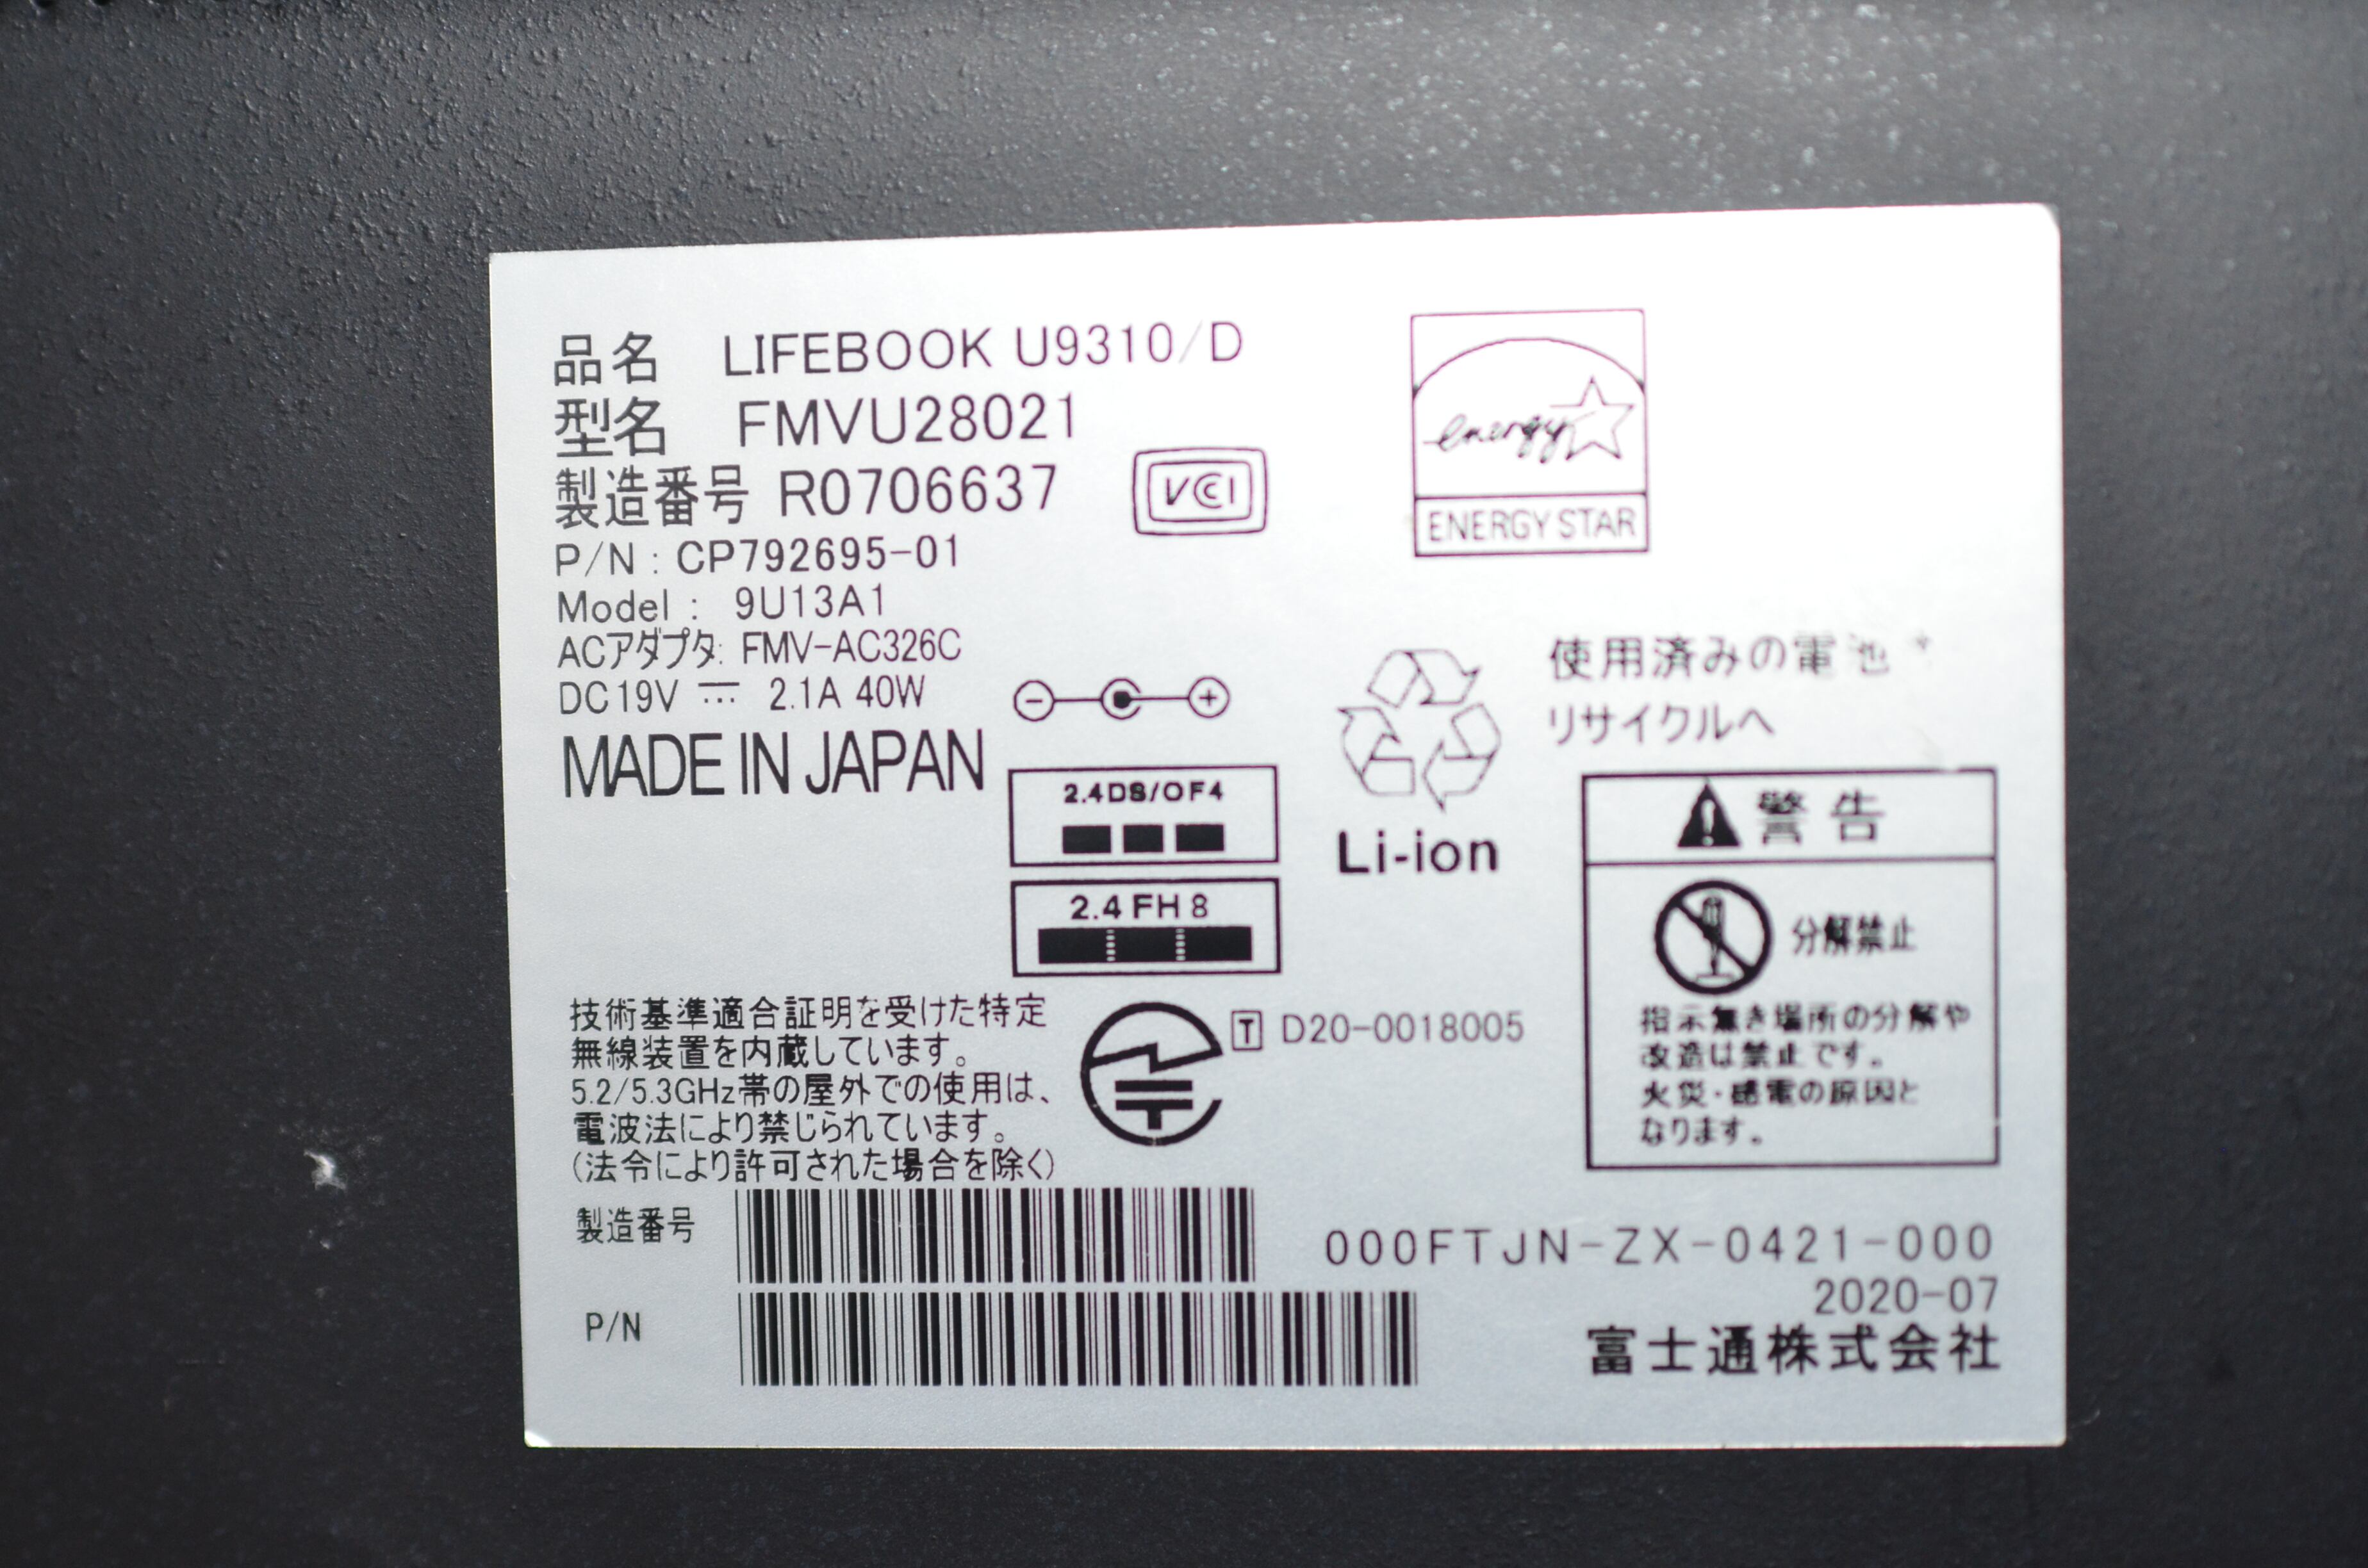 品名 LIFEBOOK U9310/D
型名 FMVU28021
製造番号 R0706637
VCCI
energy
ENERGY STAR
P/N : CP792695-01
Model : 9U13A1
ACアダプタ: FMV-AC326C
DC19V 2.1A 40W
MADE IN JAPAN
2.4DS/OF4
2.4FH8
Li-ion
使用済みの電池
リサイクルへ
警告
分解禁止
指示無き場所の分解や
改造は禁止です。
火災・感電の原因と
なります。
技術基準適合証明を受けた特定
無線装置を内蔵しています。
5.2/5.3GHz帯の屋外での使用は、
電波法により禁じられています。
(法令により許可された場合を除く)
T D20-0018005
製造番号
P/N
000FTJN-ZX-0421-000
2020-07
富士通株式会社